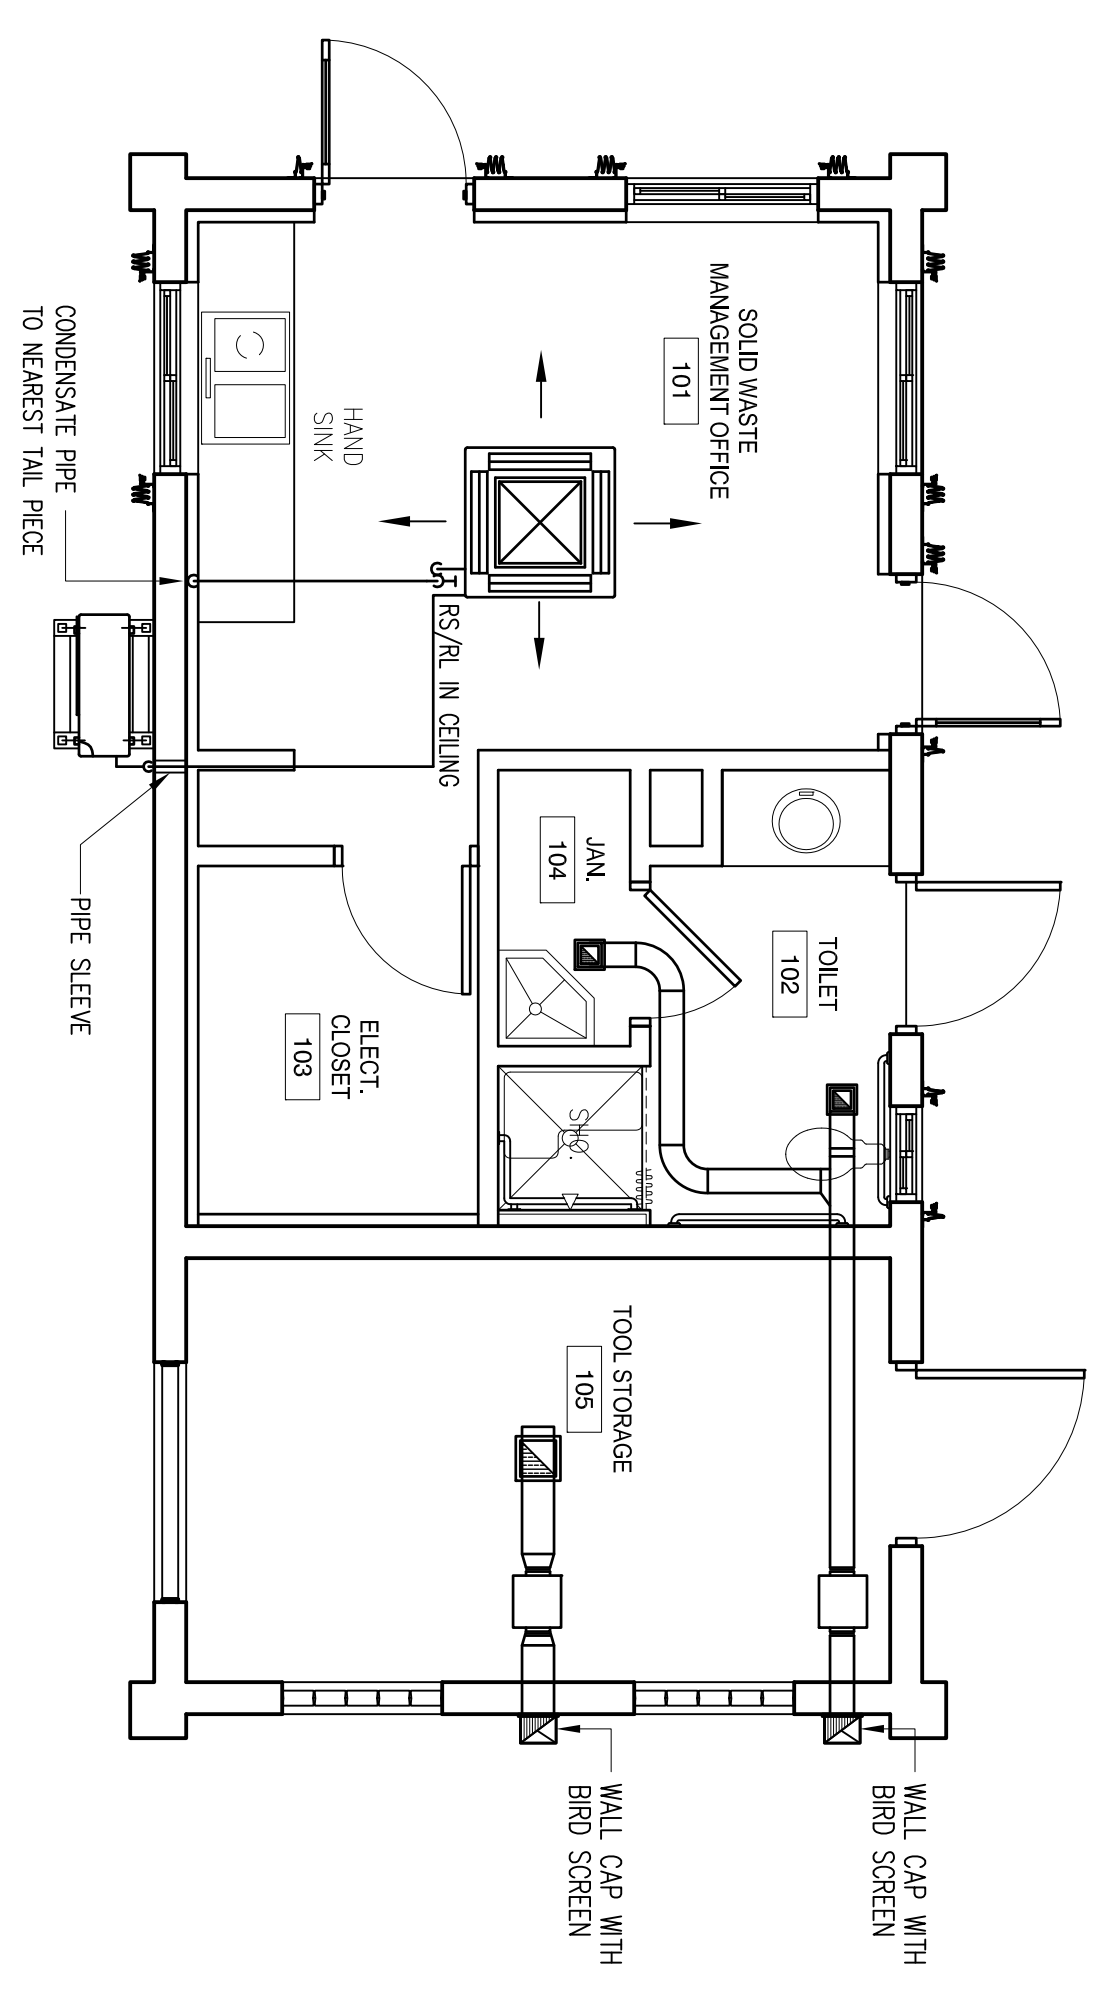 SOLID WASTE
MANAGEMENT OFFICE
101
HAND
SINK
RS/RL IN CEILING
CONDENSATE PIPE
TO NEAREST TAIL PIECE
PIPE SLEEVE
JAN.
104
TOILET
102
ELECT.
CLOSET
103
TOOL STORAGE
105
WALL CAP WITH
BIRD SCREEN
WALL CAP WITH
BIRD SCREEN